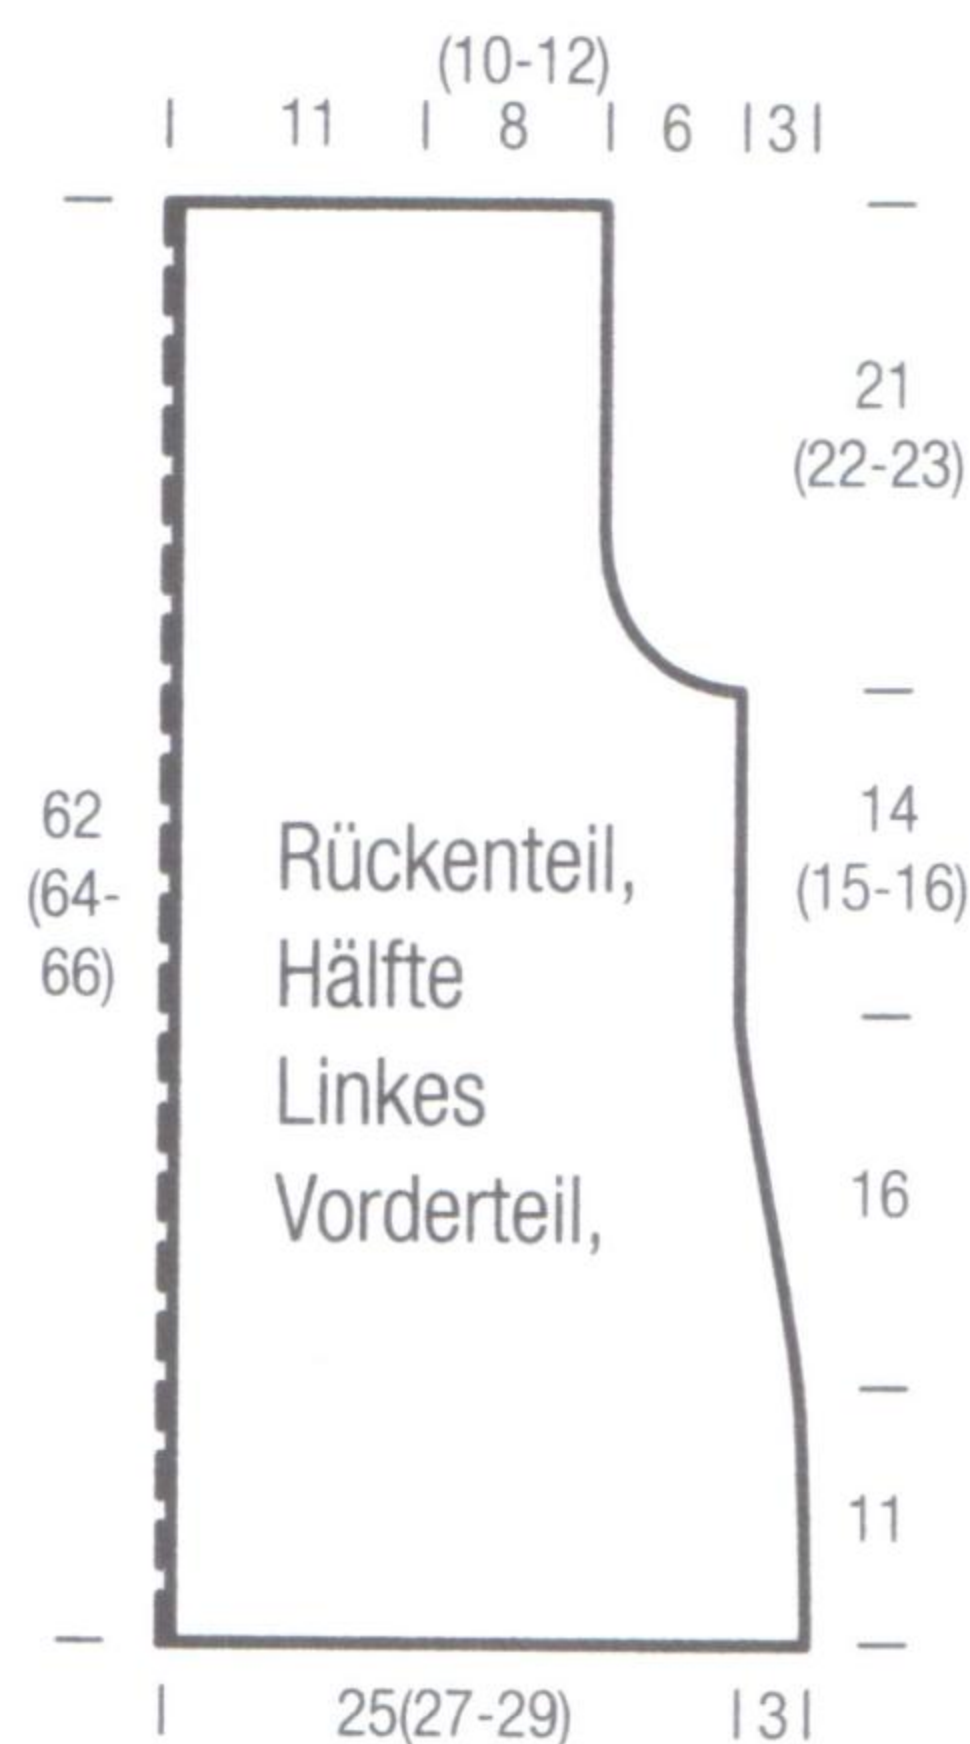 (10-12)
| 11 | 8 | 6 |3|
21
(22-23)
62
(64-
66)
14
(15-16)
Rückenteil,
Hälfte
Linkes
Vorderteil,
16
11
| 25(27-29) |3|